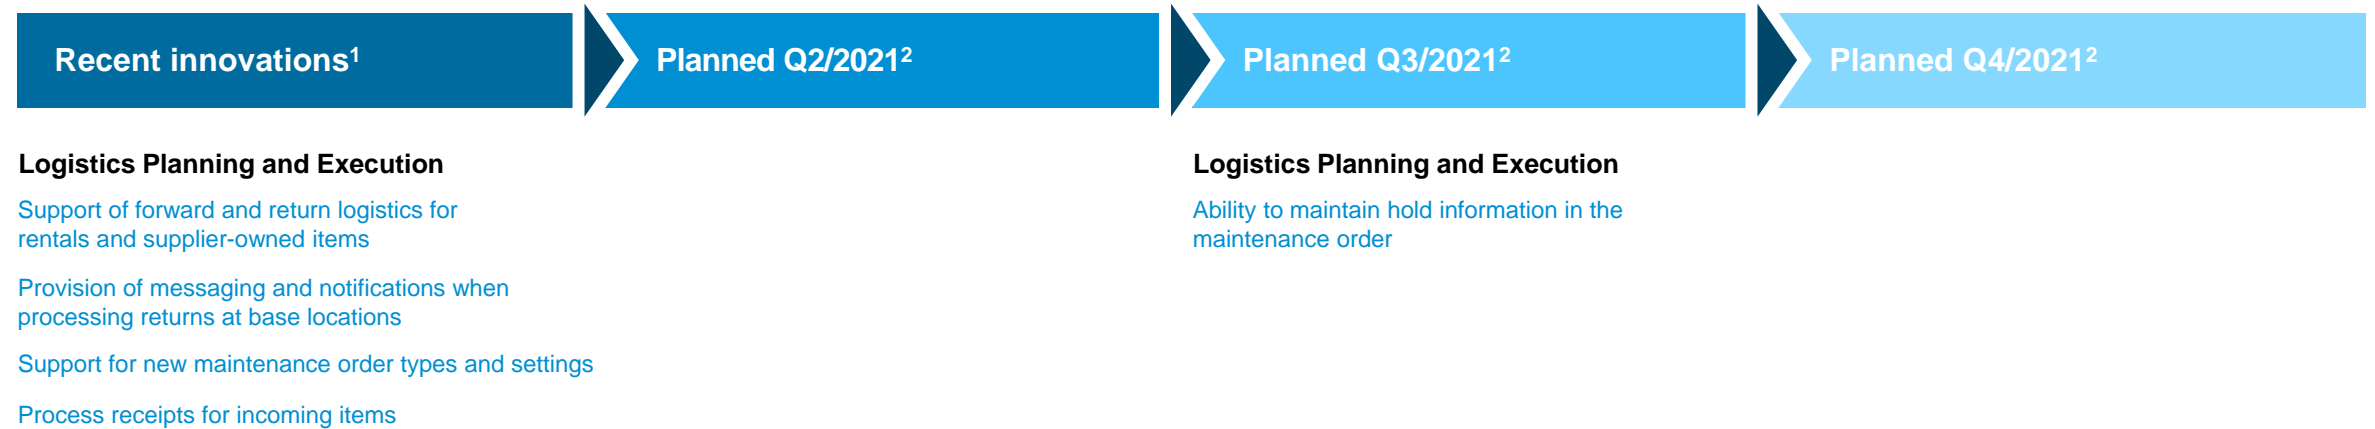 Recent innovations1
Planned Q2/20212
Planned Q3/20212
Planned Q4/20212
Logistics Planning and Execution
Support of forward and return logistics for
rentals and supplier-owned items
Provision of messaging and notifications when
processing returns at base locations
Support for new maintenance order types and settings
Process receipts for incoming items
Logistics Planning and Execution
Ability to maintain hold information in the
maintenance order